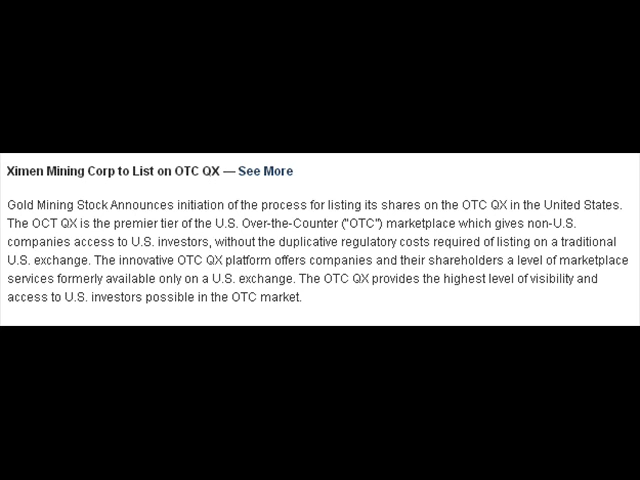 Ximen Mining Corp to List on OTC QX — See More
Gold Mining Stock Announces initiation of the process for listing its shares on the OTC QX in the United States.
The OCT QX is the premier tier of the U.S. Over-the-Counter ("OTC") marketplace which gives non-U.S.
companies access to U.S. investors, without the duplicative regulatory costs required of listing on a traditional
U.S. exchange. The innovative OTC QX platform offers companies and their shareholders a level of marketplace
services formerly available only on a U.S. exchange. The OTC QX provides the highest level of visibility and
access to U.S. investors possible in the OTC market.